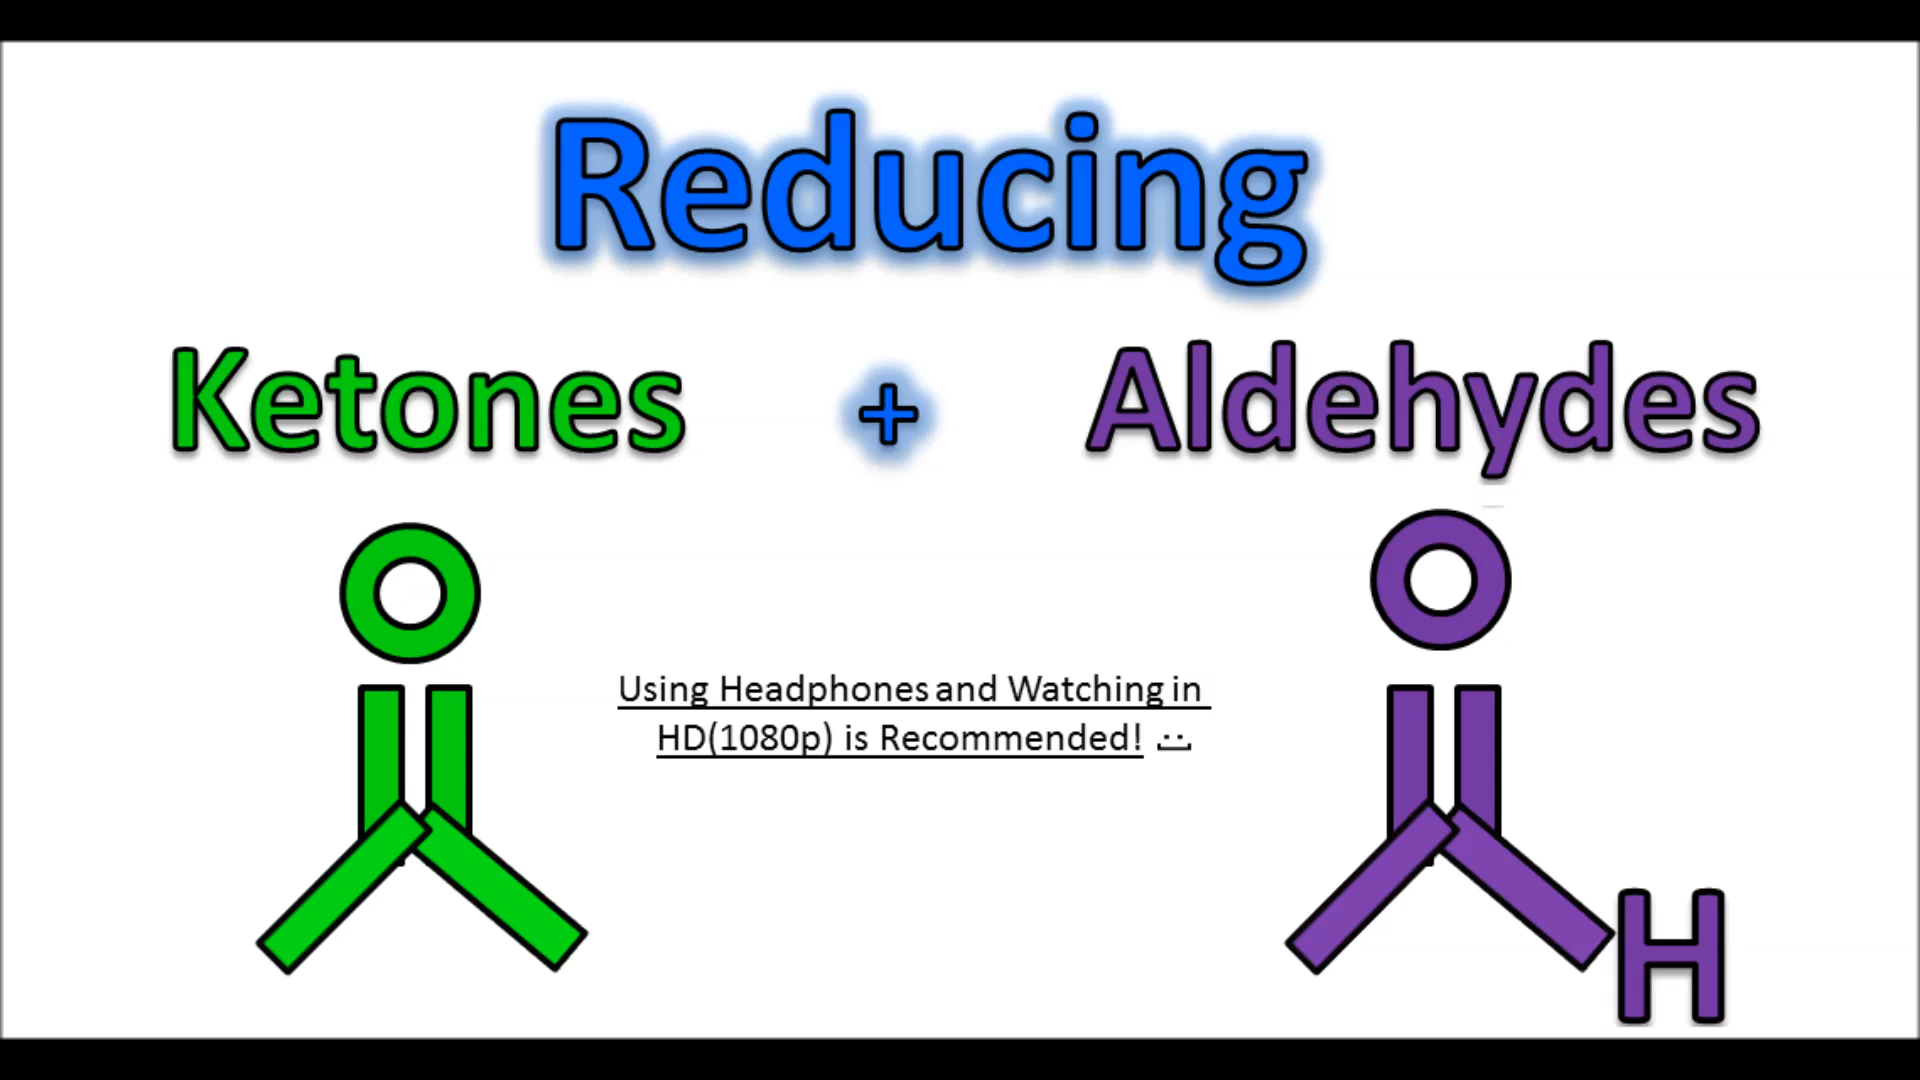 Reducing
Ketones + Aldehydes
O
O
Using Headphones and Watching in
HD(1080p) is Recommended! :)
H